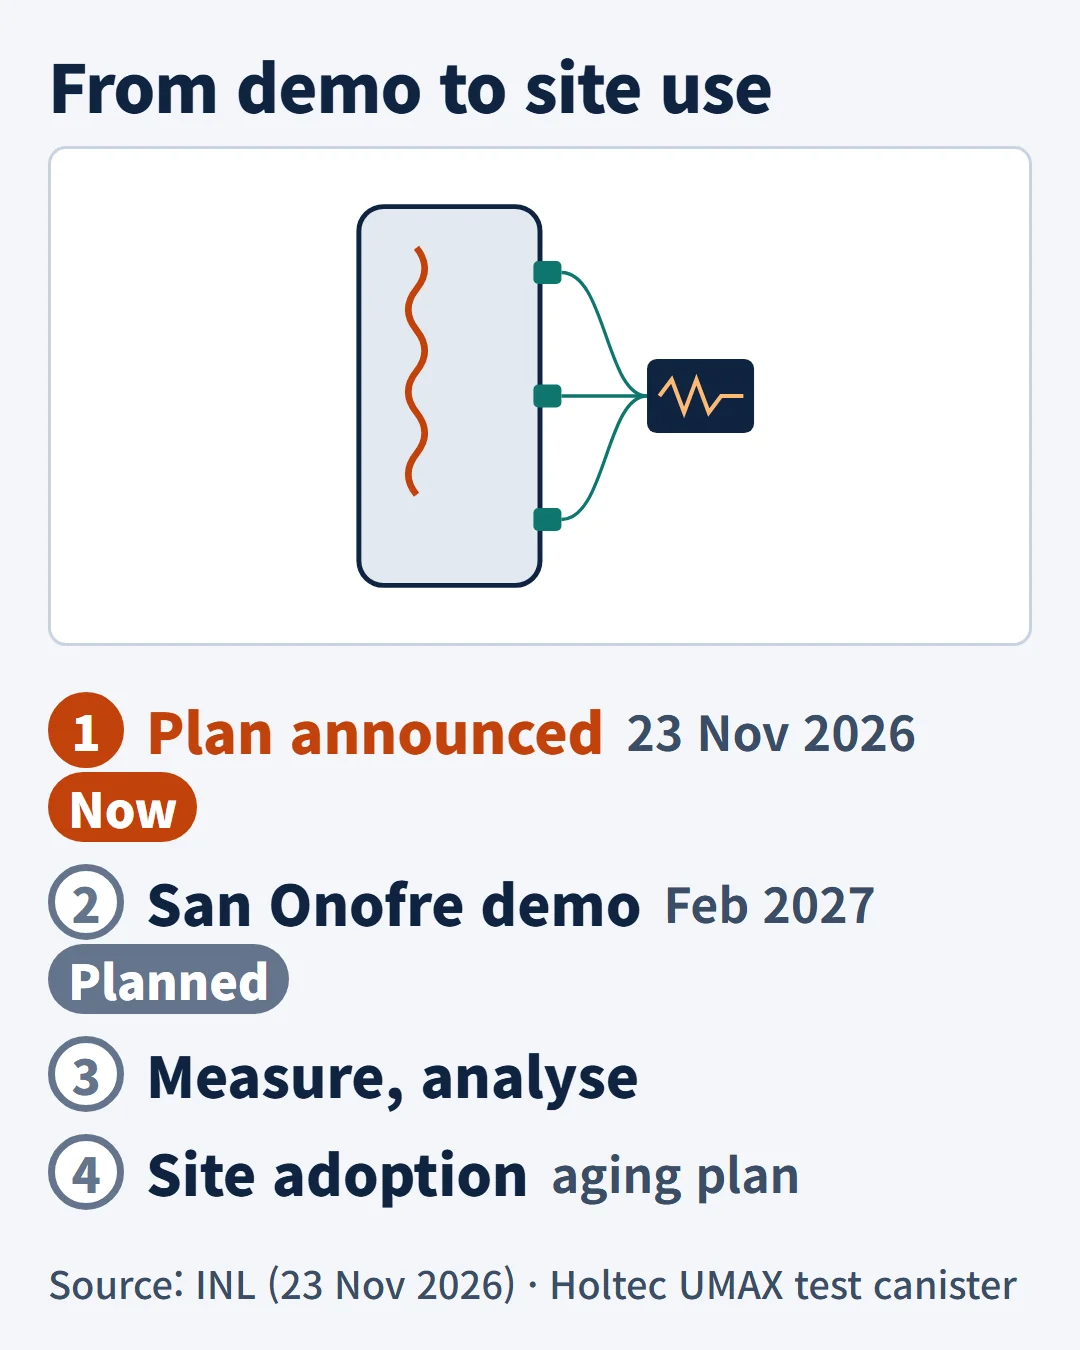 From demo to site use
1 Plan announced 23 Nov 2026
Now
2 San Onofre demo Feb 2027
Planned
3 Measure, analyse
4 Site adoption aging plan
Source: INL (23 Nov 2026) · Holtec UMAX test canister